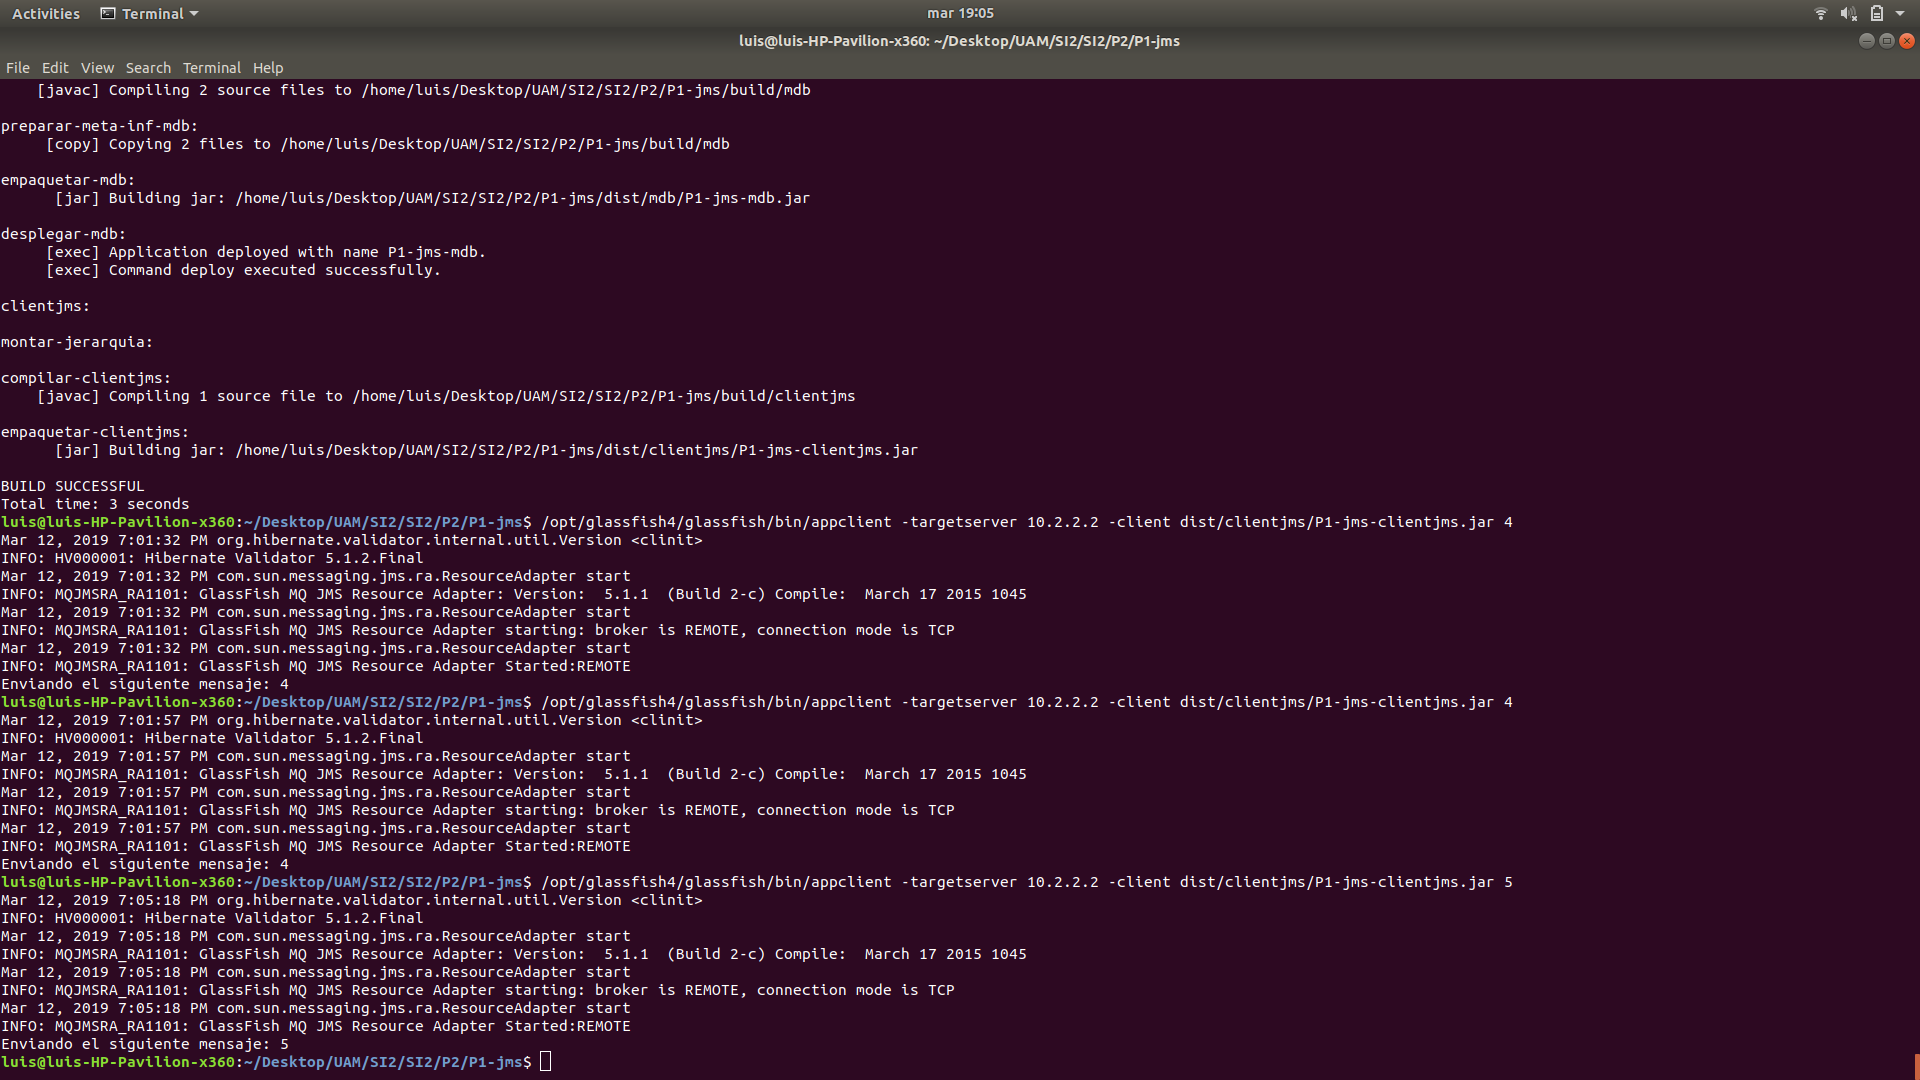 Activities Terminal mar 19:05
luis@luis-HP-Pavilion-x360: ~/Desktop/UAM/SI2/SI2/P2/P1-jms
File Edit View Search Terminal Help
[javac] Compiling 2 source files to /home/luis/Desktop/UAM/SI2/SI2/P2/P1-jms/build/mdb
preparar-meta-inf-mdb:
[copy] Copying 2 files to /home/luis/Desktop/UAM/SI2/SI2/P2/P1-jms/build/mdb
empaquetar-mdb:
[jar] Building jar: /home/luis/Desktop/UAM/SI2/SI2/P2/P1-jms/dist/mdb/P1-jms-mdb.jar
desplegar-mdb:
[exec] Application deployed with name P1-jms-mdb.
[exec] Command deploy executed successfully.
clientjms:
montar-jerarquia:
compilar-clientjms:
[javac] Compiling 1 source file to /home/luis/Desktop/UAM/SI2/SI2/P2/P1-jms/build/clientjms
empaquetar-clientjms:
[jar] Building jar: /home/luis/Desktop/UAM/SI2/SI2/P2/P1-jms/dist/clientjms/P1-jms-clientjms.jar
BUILD SUCCESSFUL
Total time: 3 seconds
luis@luis-HP-Pavilion-x360:~/Desktop/UAM/SI2/SI2/P2/P1-jms$ /opt/glassfish4/glassfish/bin/appclient -targetserver 10.2.2.2 -client dist/clientjms/P1-jms-clientjms.jar 4
Mar 12, 2019 7:01:32 PM org.hibernate.validator.internal.util.Version <clinit>
INFO: HV000001: Hibernate Validator 5.1.2.Final
Mar 12, 2019 7:01:32 PM com.sun.messaging.jms.ra.ResourceAdapter start
INFO: MQJMSRA_RA1101: GlassFish MQ JMS Resource Adapter: Version:  5.1.1  (Build 2-c) Compile:  March 17 2015 1045
Mar 12, 2019 7:01:32 PM com.sun.messaging.jms.ra.ResourceAdapter start
INFO: MQJMSRA_RA1101: GlassFish MQ JMS Resource Adapter starting: broker is REMOTE, connection mode is TCP
Mar 12, 2019 7:01:32 PM com.sun.messaging.jms.ra.ResourceAdapter start
INFO: MQJMSRA_RA1101: GlassFish MQ JMS Resource Adapter Started:REMOTE
Enviando el siguiente mensaje: 4
luis@luis-HP-Pavilion-x360:~/Desktop/UAM/SI2/SI2/P2/P1-jms$ /opt/glassfish4/glassfish/bin/appclient -targetserver 10.2.2.2 -client dist/clientjms/P1-jms-clientjms.jar 4
Mar 12, 2019 7:01:57 PM org.hibernate.validator.internal.util.Version <clinit>
INFO: HV000001: Hibernate Validator 5.1.2.Final
Mar 12, 2019 7:01:57 PM com.sun.messaging.jms.ra.ResourceAdapter start
INFO: MQJMSRA_RA1101: GlassFish MQ JMS Resource Adapter: Version:  5.1.1  (Build 2-c) Compile:  March 17 2015 1045
Mar 12, 2019 7:01:57 PM com.sun.messaging.jms.ra.ResourceAdapter start
INFO: MQJMSRA_RA1101: GlassFish MQ JMS Resource Adapter starting: broker is REMOTE, connection mode is TCP
Mar 12, 2019 7:01:57 PM com.sun.messaging.jms.ra.ResourceAdapter start
INFO: MQJMSRA_RA1101: GlassFish MQ JMS Resource Adapter Started:REMOTE
Enviando el siguiente mensaje: 4
luis@luis-HP-Pavilion-x360:~/Desktop/UAM/SI2/SI2/P2/P1-jms$ /opt/glassfish4/glassfish/bin/appclient -targetserver 10.2.2.2 -client dist/clientjms/P1-jms-clientjms.jar 5
Mar 12, 2019 7:05:18 PM org.hibernate.validator.internal.util.Version <clinit>
INFO: HV000001: Hibernate Validator 5.1.2.Final
Mar 12, 2019 7:05:18 PM com.sun.messaging.jms.ra.ResourceAdapter start
INFO: MQJMSRA_RA1101: GlassFish MQ JMS Resource Adapter: Version:  5.1.1  (Build 2-c) Compile:  March 17 2015 1045
Mar 12, 2019 7:05:18 PM com.sun.messaging.jms.ra.ResourceAdapter start
INFO: MQJMSRA_RA1101: GlassFish MQ JMS Resource Adapter starting: broker is REMOTE, connection mode is TCP
Mar 12, 2019 7:05:18 PM com.sun.messaging.jms.ra.ResourceAdapter start
INFO: MQJMSRA_RA1101: GlassFish MQ JMS Resource Adapter Started:REMOTE
Enviando el siguiente mensaje: 5
luis@luis-HP-Pavilion-x360:~/Desktop/UAM/SI2/SI2/P2/P1-jms$